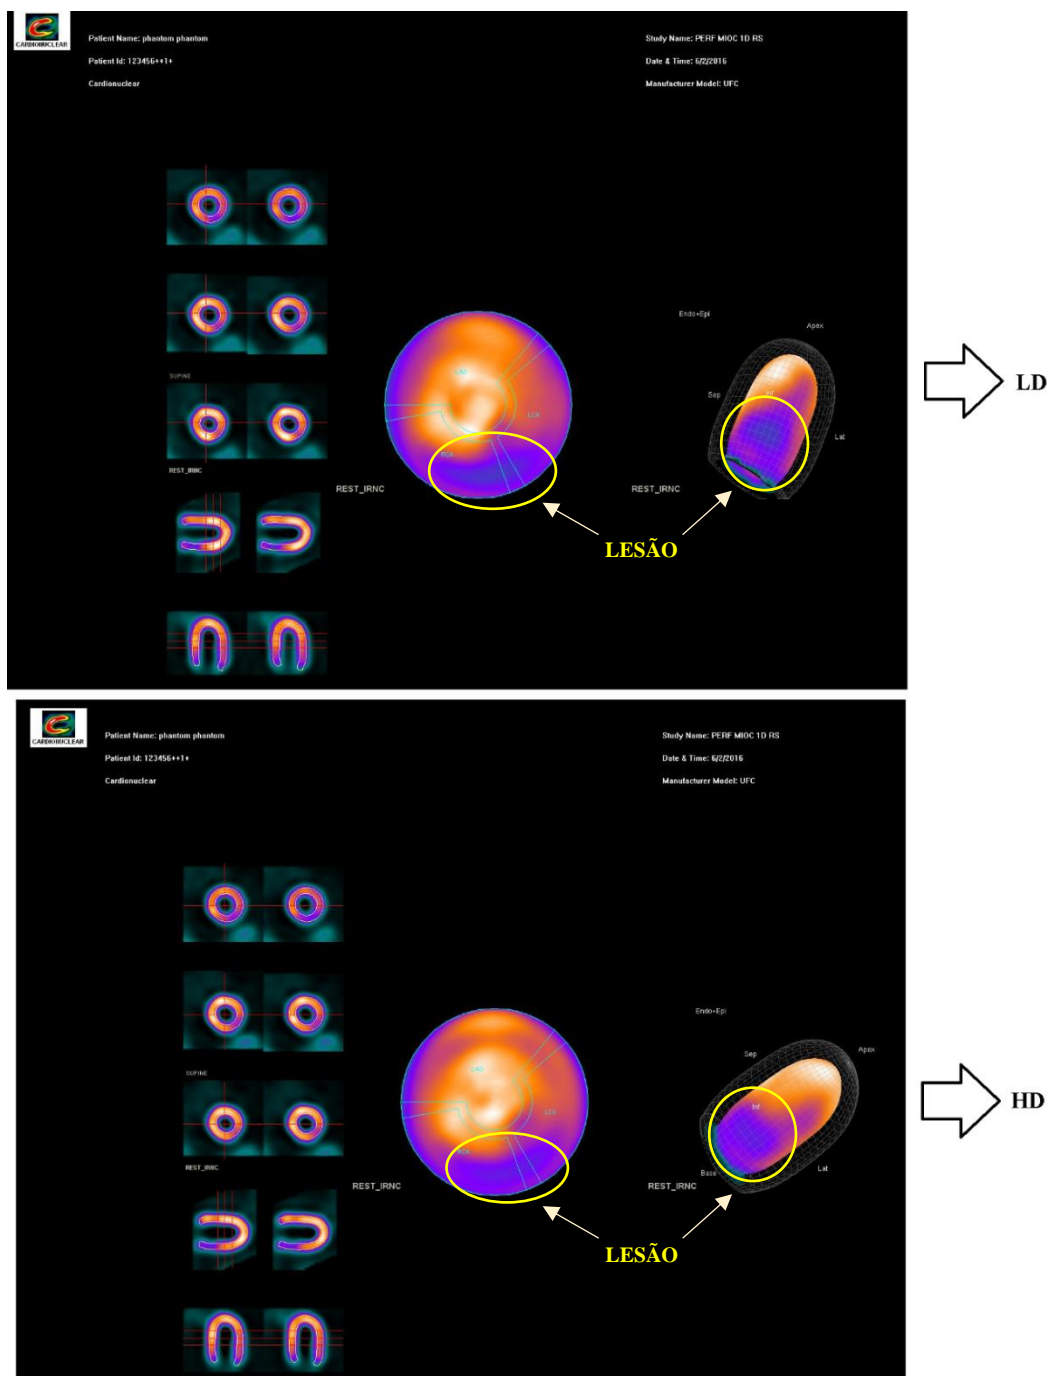 CARDIONUCLEAR
Patient Name: phantom phantom
Patient Id: 123456++1+
Cardionuclear
Study Name: PERF MIOC 1D RS
Date & Time: 6/2/2016
Manufacturer Model: UFC
SUPINE
REST_IRNC
LAD
LCX
RCA
REST_IRNC
Endo+Epi
Apex
Sep
Inf
Lat
REST_IRNC
LESÃO
LD
CARDIONUCLEAR
Patient Name: phantom phantom
Patient Id: 123456++1+
Cardionuclear
Study Name: PERF MIOC 1D RS
Date & Time: 6/2/2016
Manufacturer Model: UFC
SUPINE
REST_IRNC
LAD
LCX
RCA
REST_IRNC
Endo+Epi
Sep
Apex
Inf
Base
Lat
REST_IRNC
LESÃO
HD